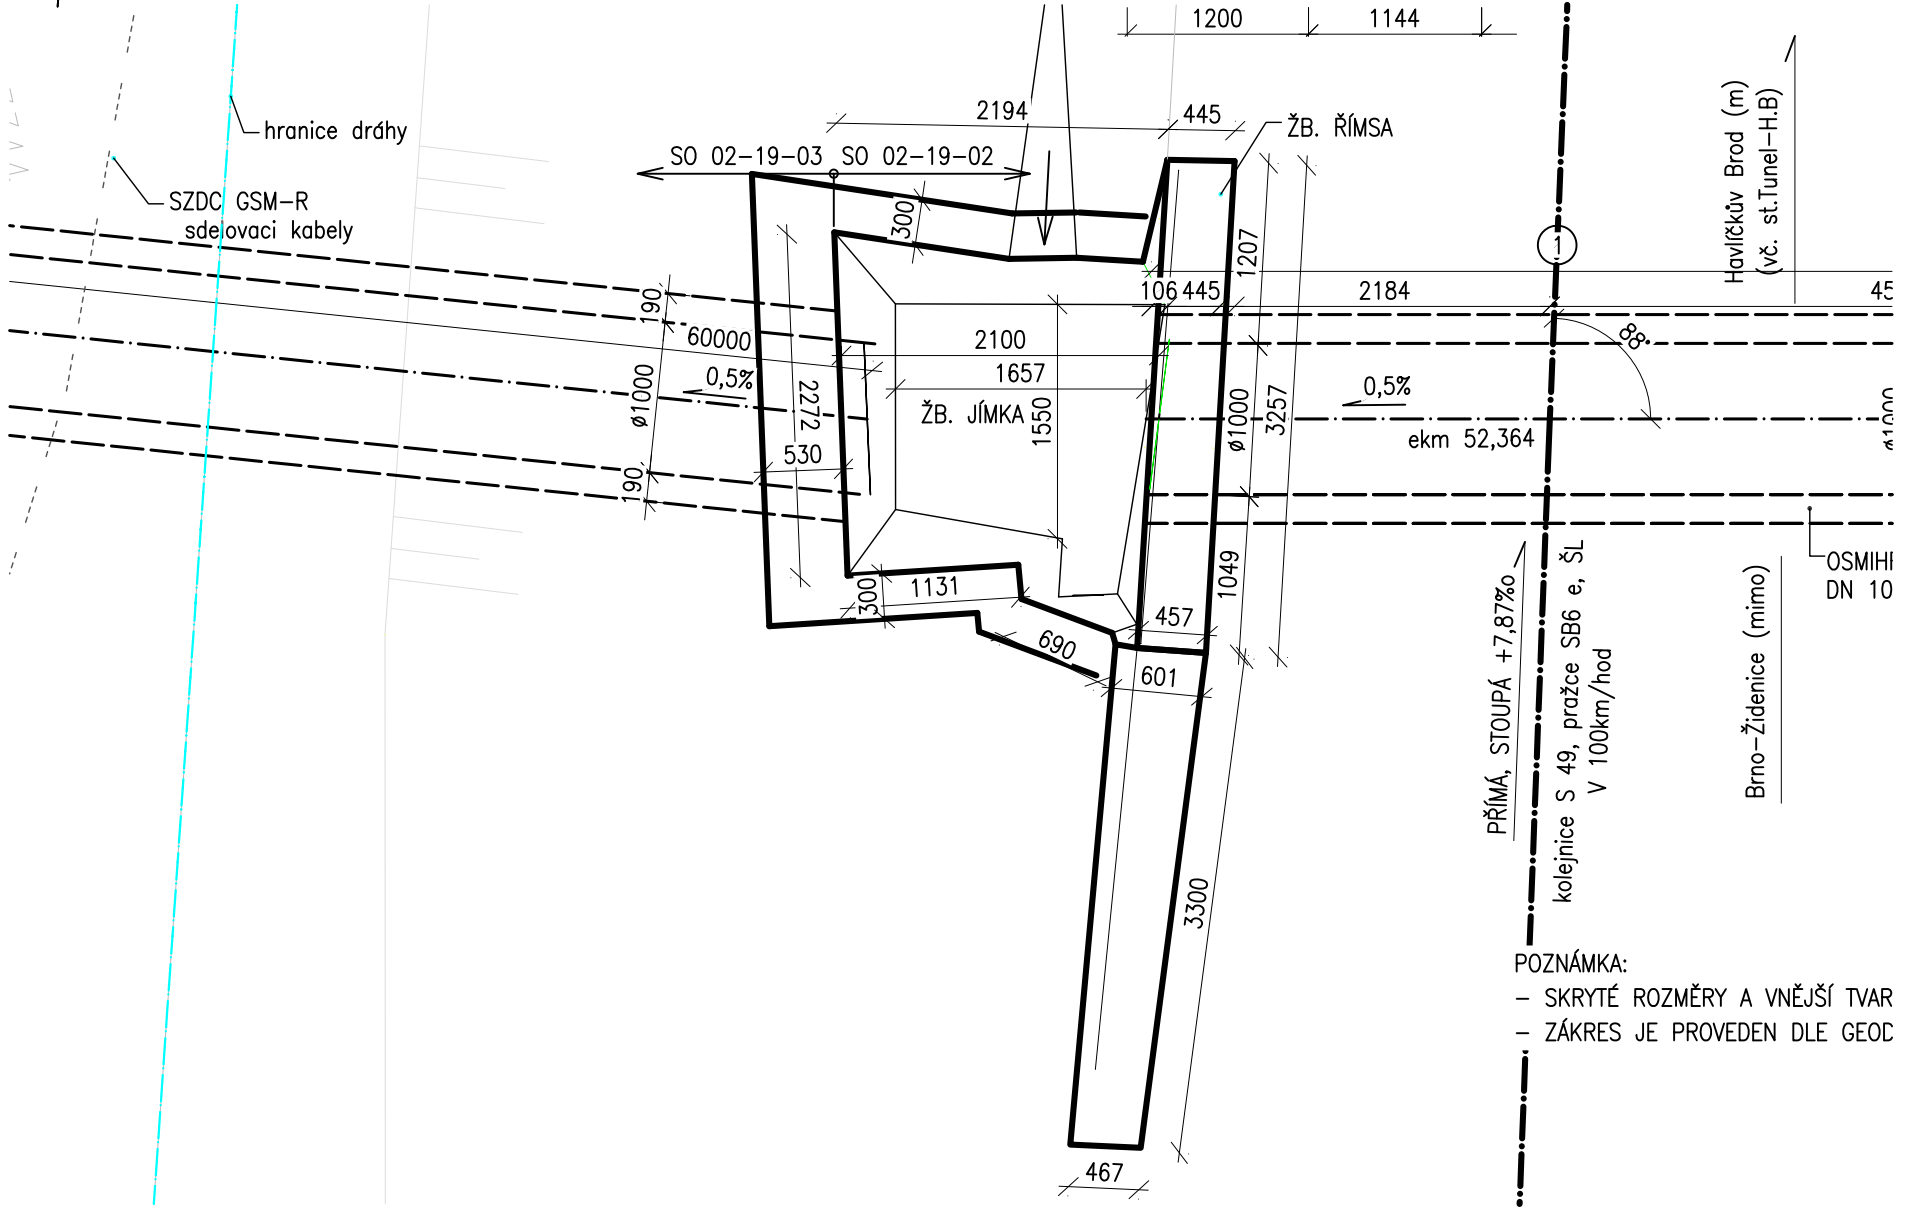 1200
1144
2194
445
ŽB. ŘÍMSA
hranice dráhy
SO 02-19-03
SO 02-19-02
SZDC GSM-R
sdelovaci kabely
300
1207
Havlíčkův Brod (m)
(vč. st.Tunel-H.B)
1
190
106
445
2184
45
60000
2100
88°
0,5%
1657
0,5%
ø1000
2272
ŽB. JÍMKA
1550
ø1000
3257
ø1000
ekm 52,364
530
190
300
1131
1049
457
690
601
OSMIH
DN 10
PŘÍMÁ, STOUPÁ +7,87‰
kolejnice S 49, pražce SB6 e, ŠL
V 100km/hod
Brno-Židenice (mimo)
3300
467
POZNÁMKA:
- SKRYTÉ ROZMĚRY A VNĚJŠÍ TVAR
- ZÁKRES JE PROVEDEN DLE GEOD